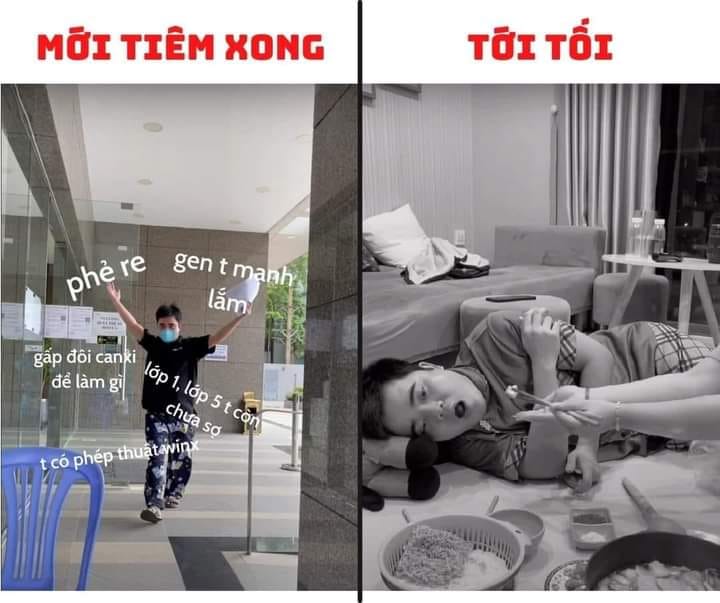 MỚI TIÊM XONG
TỚI TỐI
phẻ re
gen t mạnh
lắm
gấp đôi canxi
để làm gì
lớp 1, lớp 5 t còn
chưa sợ
t có phép thuật winx